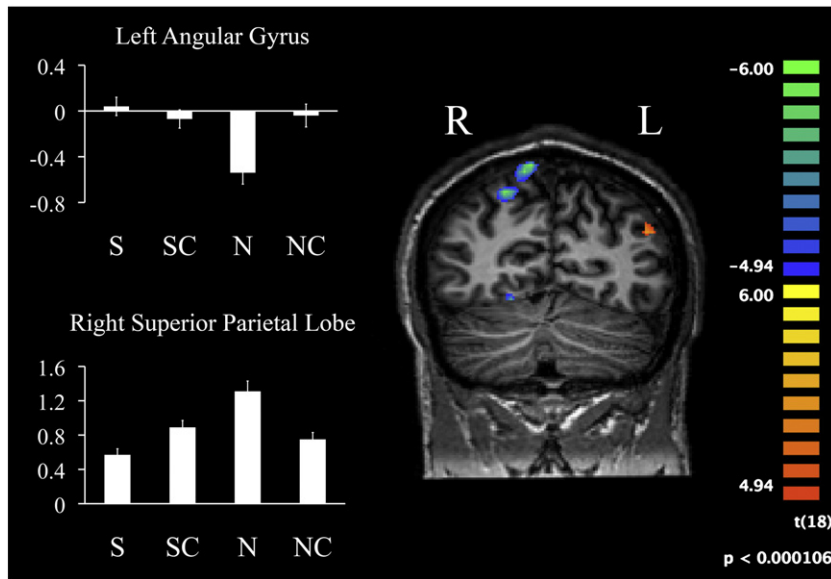 Left Angular Gyrus
0.4
0
-0.4
-0.8
S SC N NC
Right Superior Parietal Lobe
1.6
1.2
0.8
0.4
0
S SC N NC
R L
-6.00
-4.94
6.00
4.94
t(18)
p < 0.000106